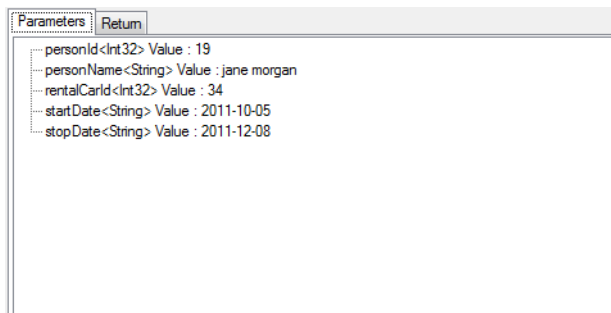 Parameters Return
personId<Int32> Value : 19
personName<String> Value : jane morgan
rentalCarId<Int32> Value : 34
startDate<String> Value : 2011-10-05
stopDate<String> Value : 2011-12-08